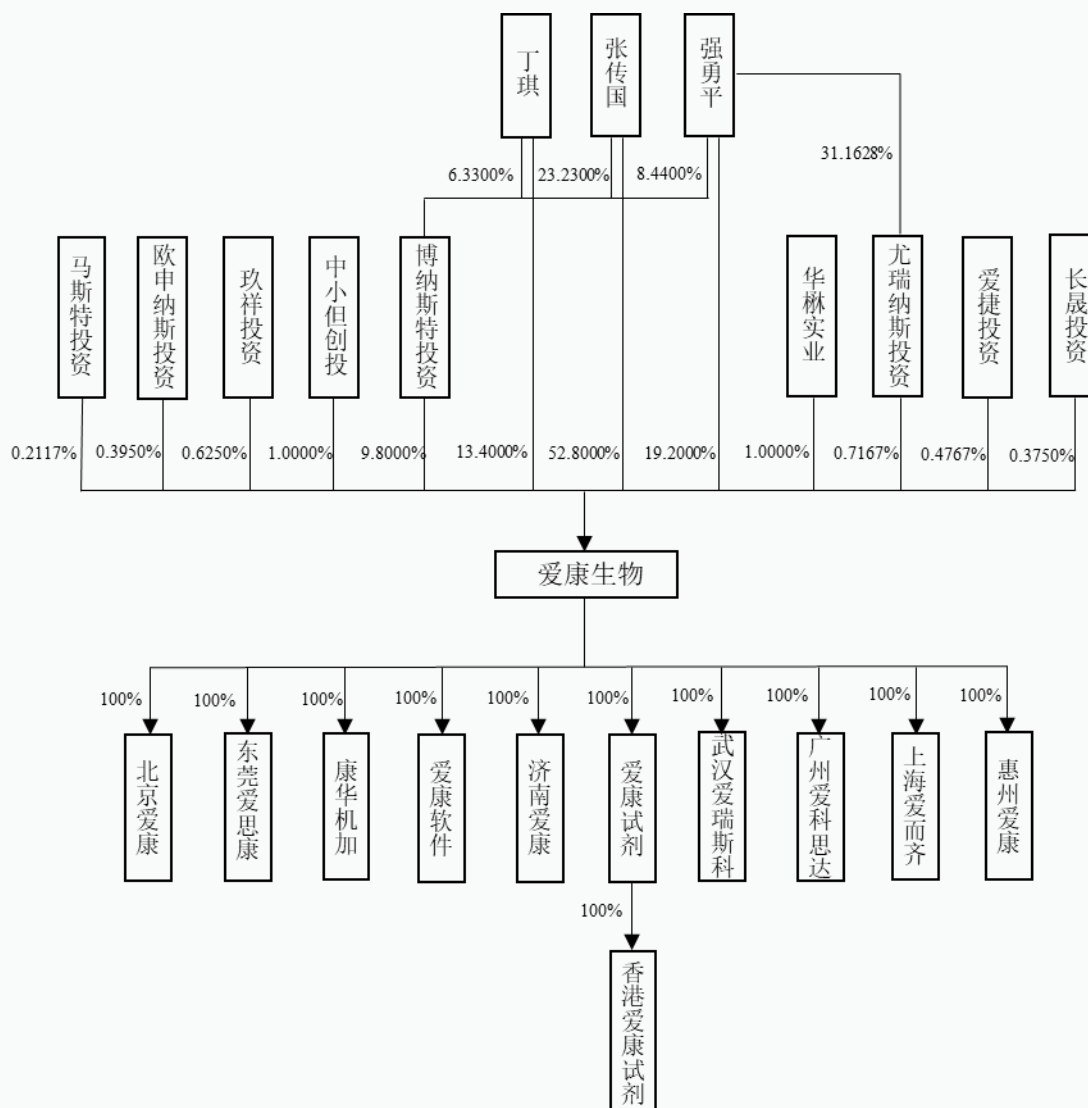 丁琪
张传国
强勇平
31.1628%
6.3300%
23.2300%
8.4400%
马斯特投资
欧申纳斯投资
玖祥投资
中小但创投
博纳斯特投资
华楙实业
尤瑞纳斯投资
爱捷投资
长晟投资
0.2117%
0.3950%
0.6250%
1.0000%
9.8000%
13.4000%
52.8000%
19.2000%
1.0000%
0.7167%
0.4767%
0.3750%
爱康生物
100%
100%
100%
100%
100%
100%
100%
100%
100%
100%
北京爱康
东莞爱思康
康华机加
爱康软件
济南爱康
爱康试剂
武汉爱瑞斯科
广州爱科思达
上海爱而齐
惠州爱康
100%
香港爱康试剂